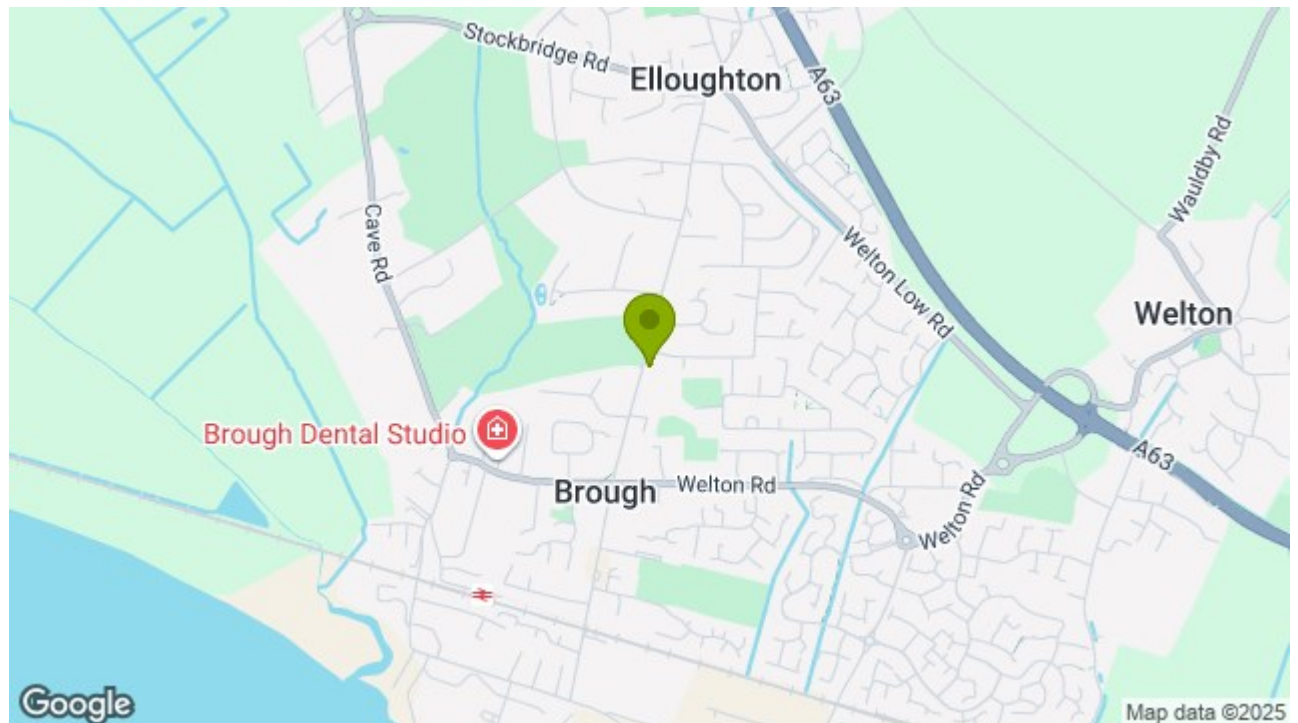 Stockbridge Rd
Elloughton
A63
Wauldby Rd
Cave Rd
Welton Low Rd
Welton
Brough Dental Studio
Brough
Welton Rd
A63
Welton Rd
Google
Map data ©2025